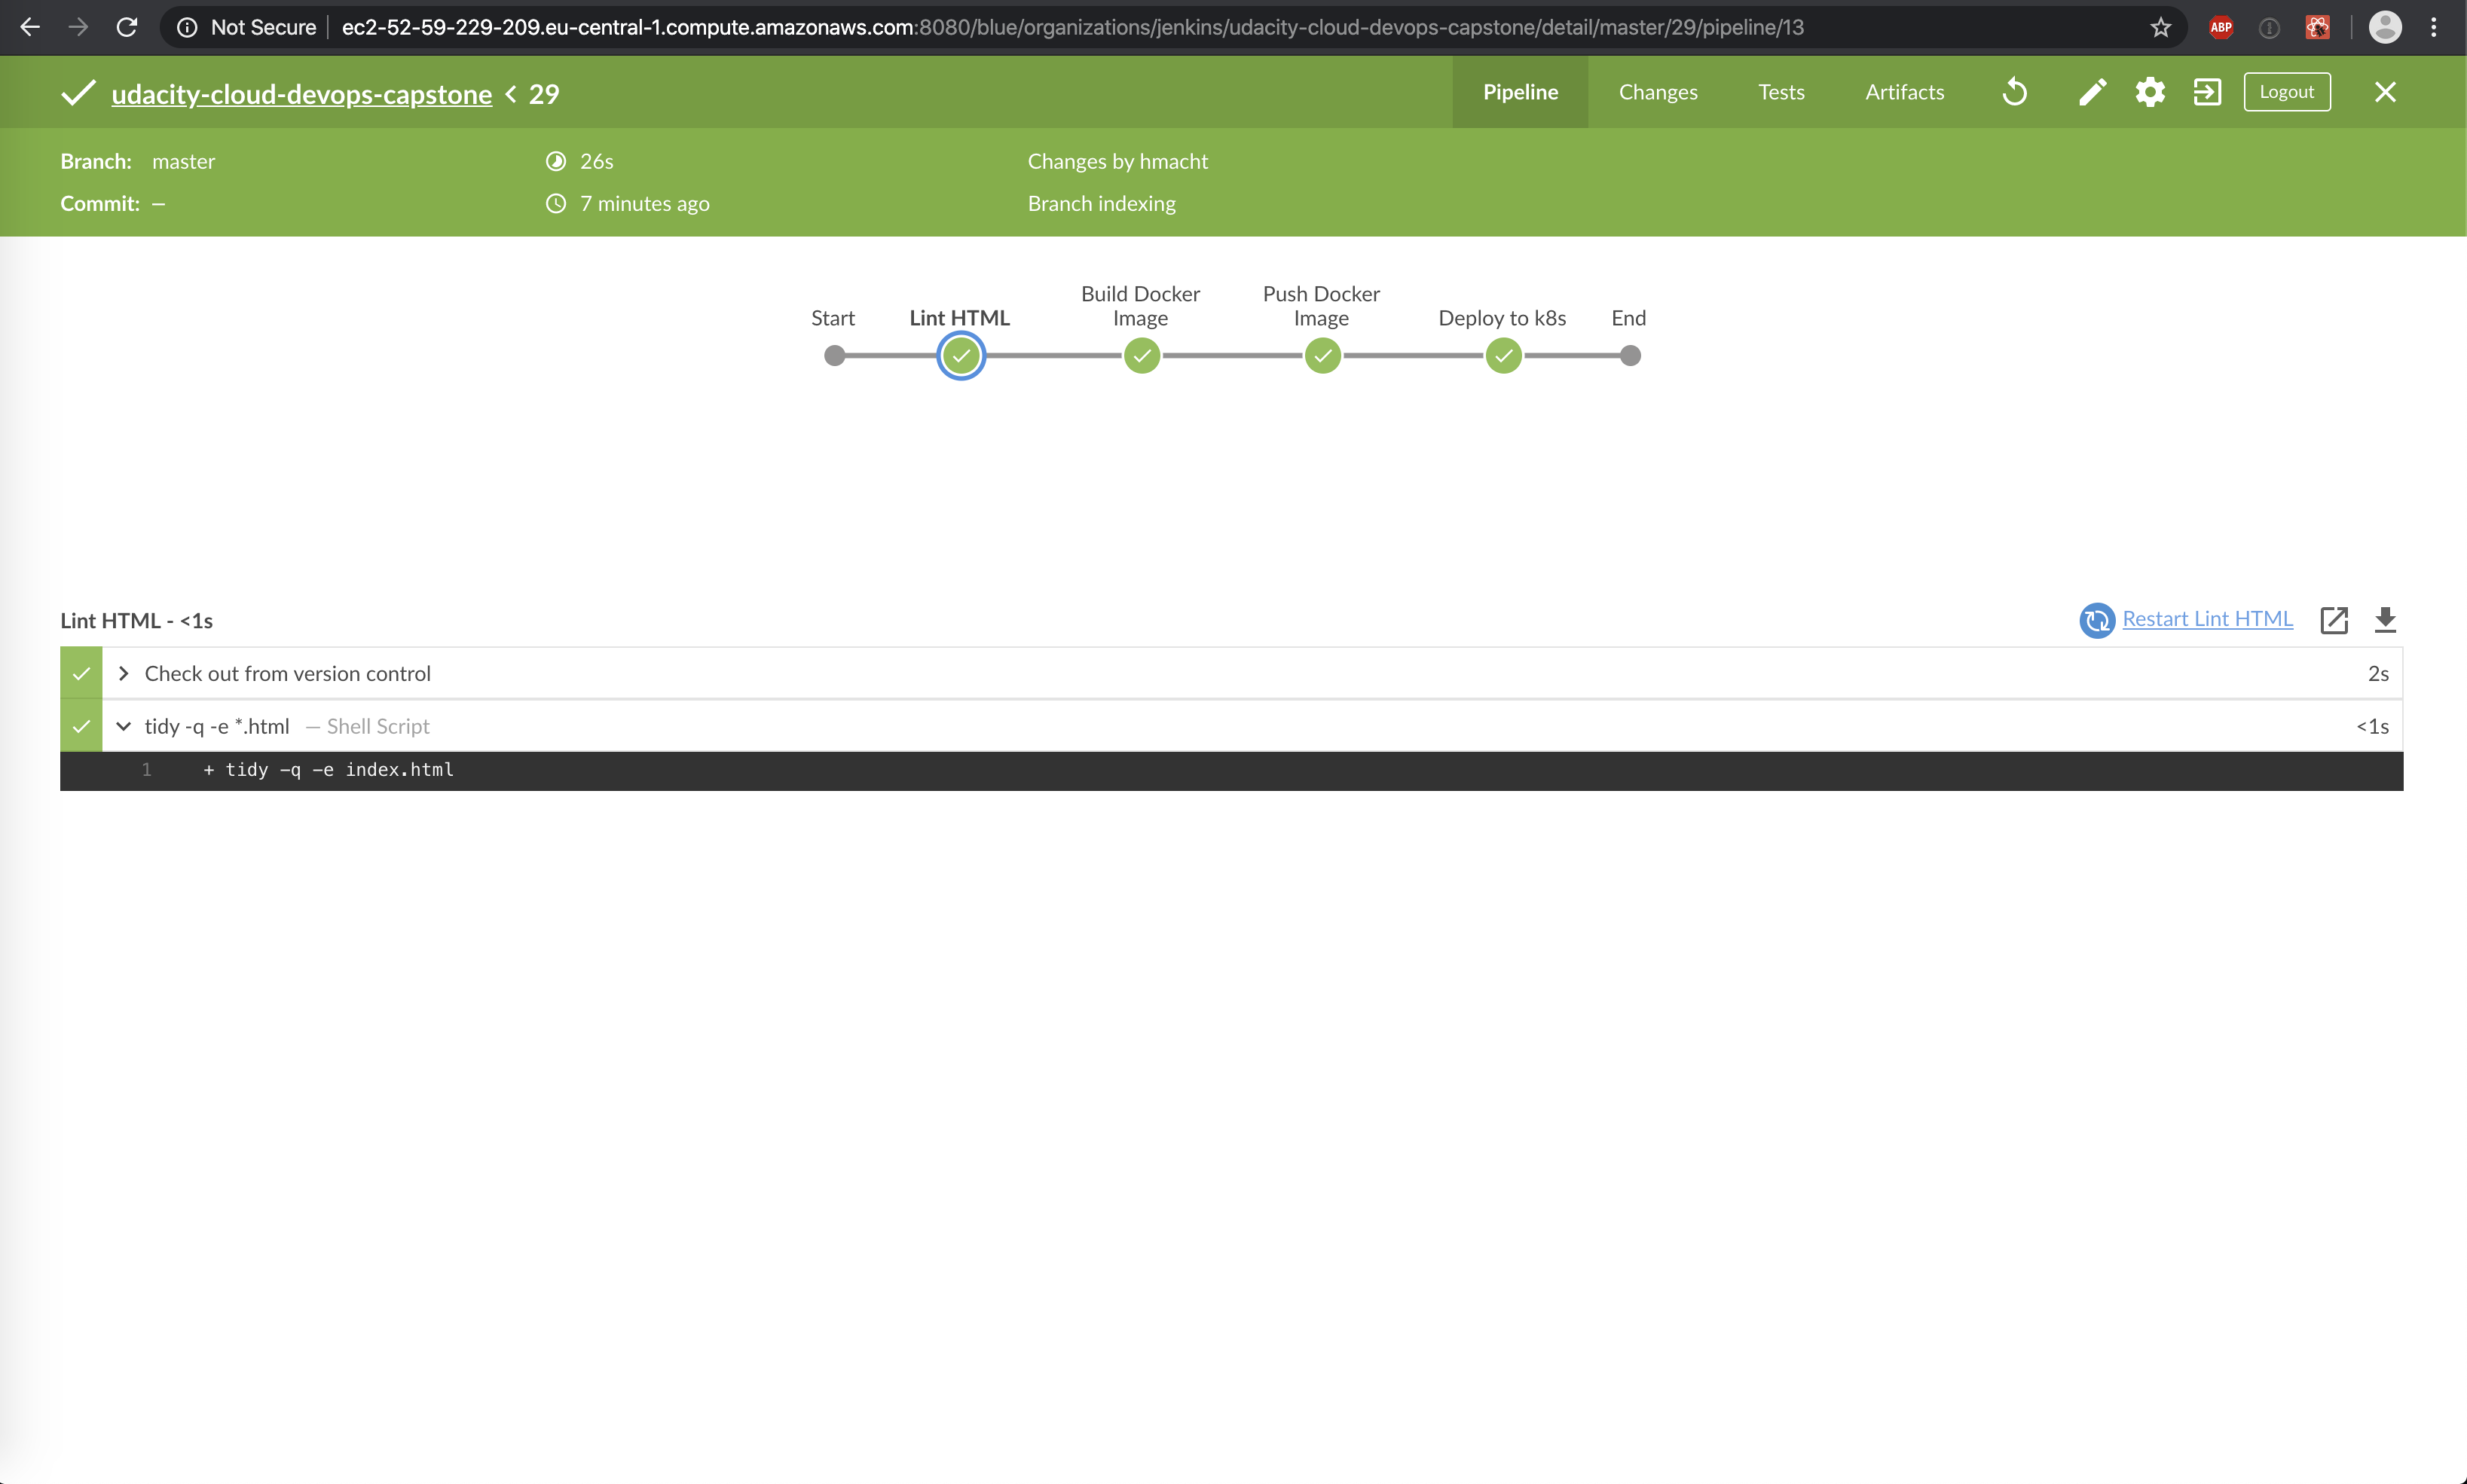 Not Secure ec2-52-59-229-209.eu-central-1.compute.amazonaws.com:8080/blue/organizations/jenkins/udacity-cloud-devops-capstone/detail/master/29/pipeline/13 ABP
udacity-cloud-devops-capstone < 29 Pipeline Changes Tests Artifacts Logout
Branch: master 26s Changes by hmacht
Commit: — 7 minutes ago Branch indexing
Start Lint HTML Build Docker Image Push Docker Image Deploy to k8s End
Lint HTML - <1s Restart Lint HTML
Check out from version control 2s
tidy -q -e *.html — Shell Script <1s
1 + tidy -q -e index.html